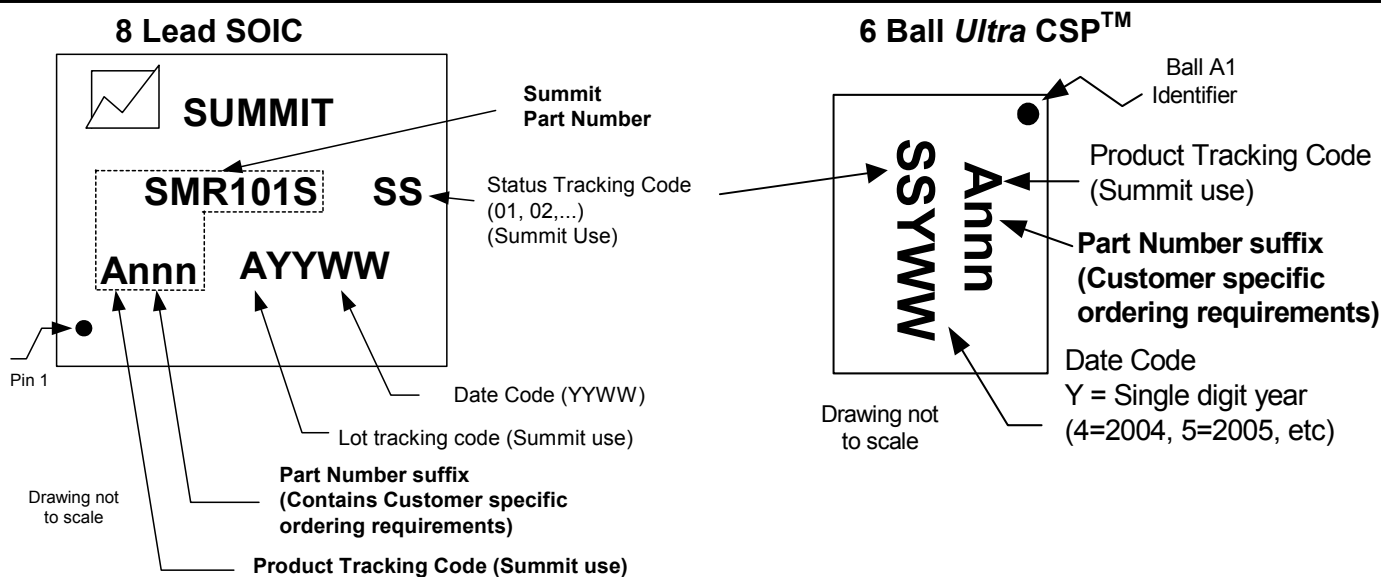 8 Lead SOIC
SUMMIT
Summit
Part Number
SMR101S
SS
Status Tracking Code
(01, 02,...)
(Summit Use)
Annn
AYYWW
Pin 1
Date Code (YYWW)
Lot tracking code (Summit use)
Part Number suffix
(Contains Customer specific
ordering requirements)
Drawing not
to scale
Product Tracking Code (Summit use)
6 Ball Ultra CSP™
Ball A1
Identifier
Annn
SSYWW
Product Tracking Code
(Summit use)
Part Number suffix
(Customer specific
ordering requirements)
Date Code
Y = Single digit year
(4=2004, 5=2005, etc)
Drawing not
to scale